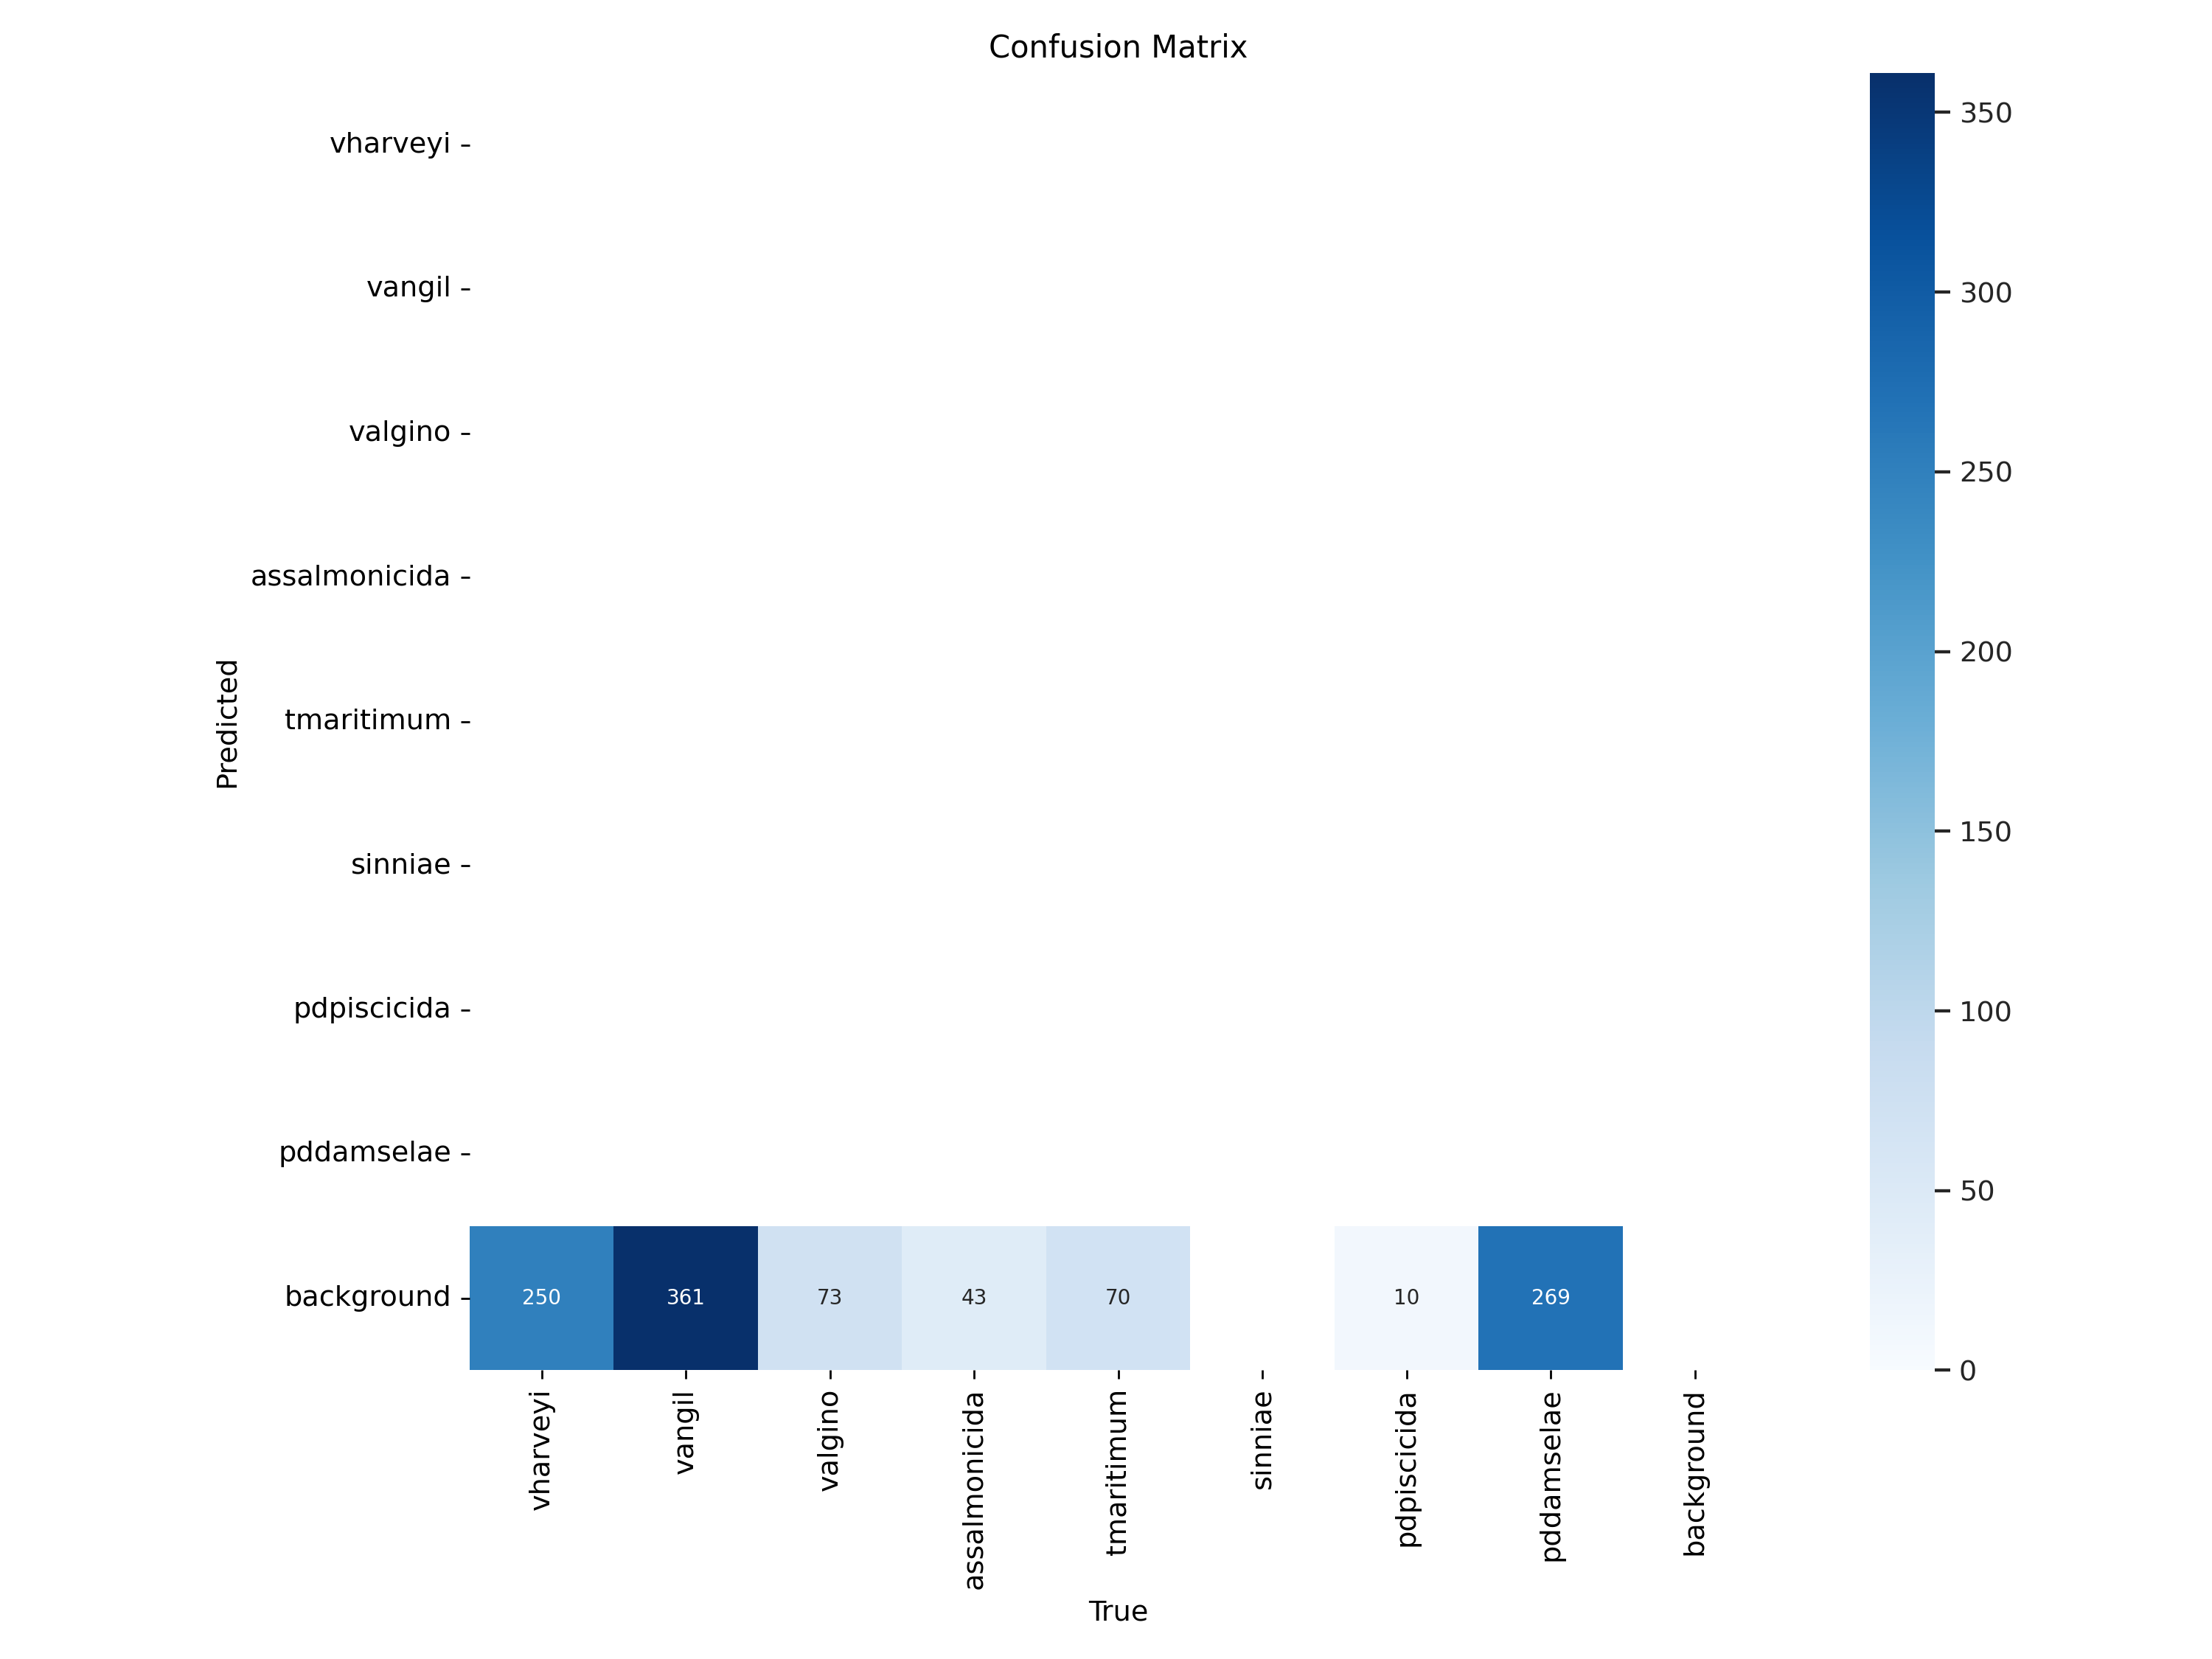 Confusion Matrix
vharveyi
vangil
valgino
assalmonicida
tmaritimum
sinniae
pdpiscicida
pddamselae
background
Predicted
250 361 73 43 70 10 269
vharveyi vangil valgino assalmonicida tmaritimum sinniae pdpiscicida pddamselae background
True
350
300
250
200
150
100
50
0